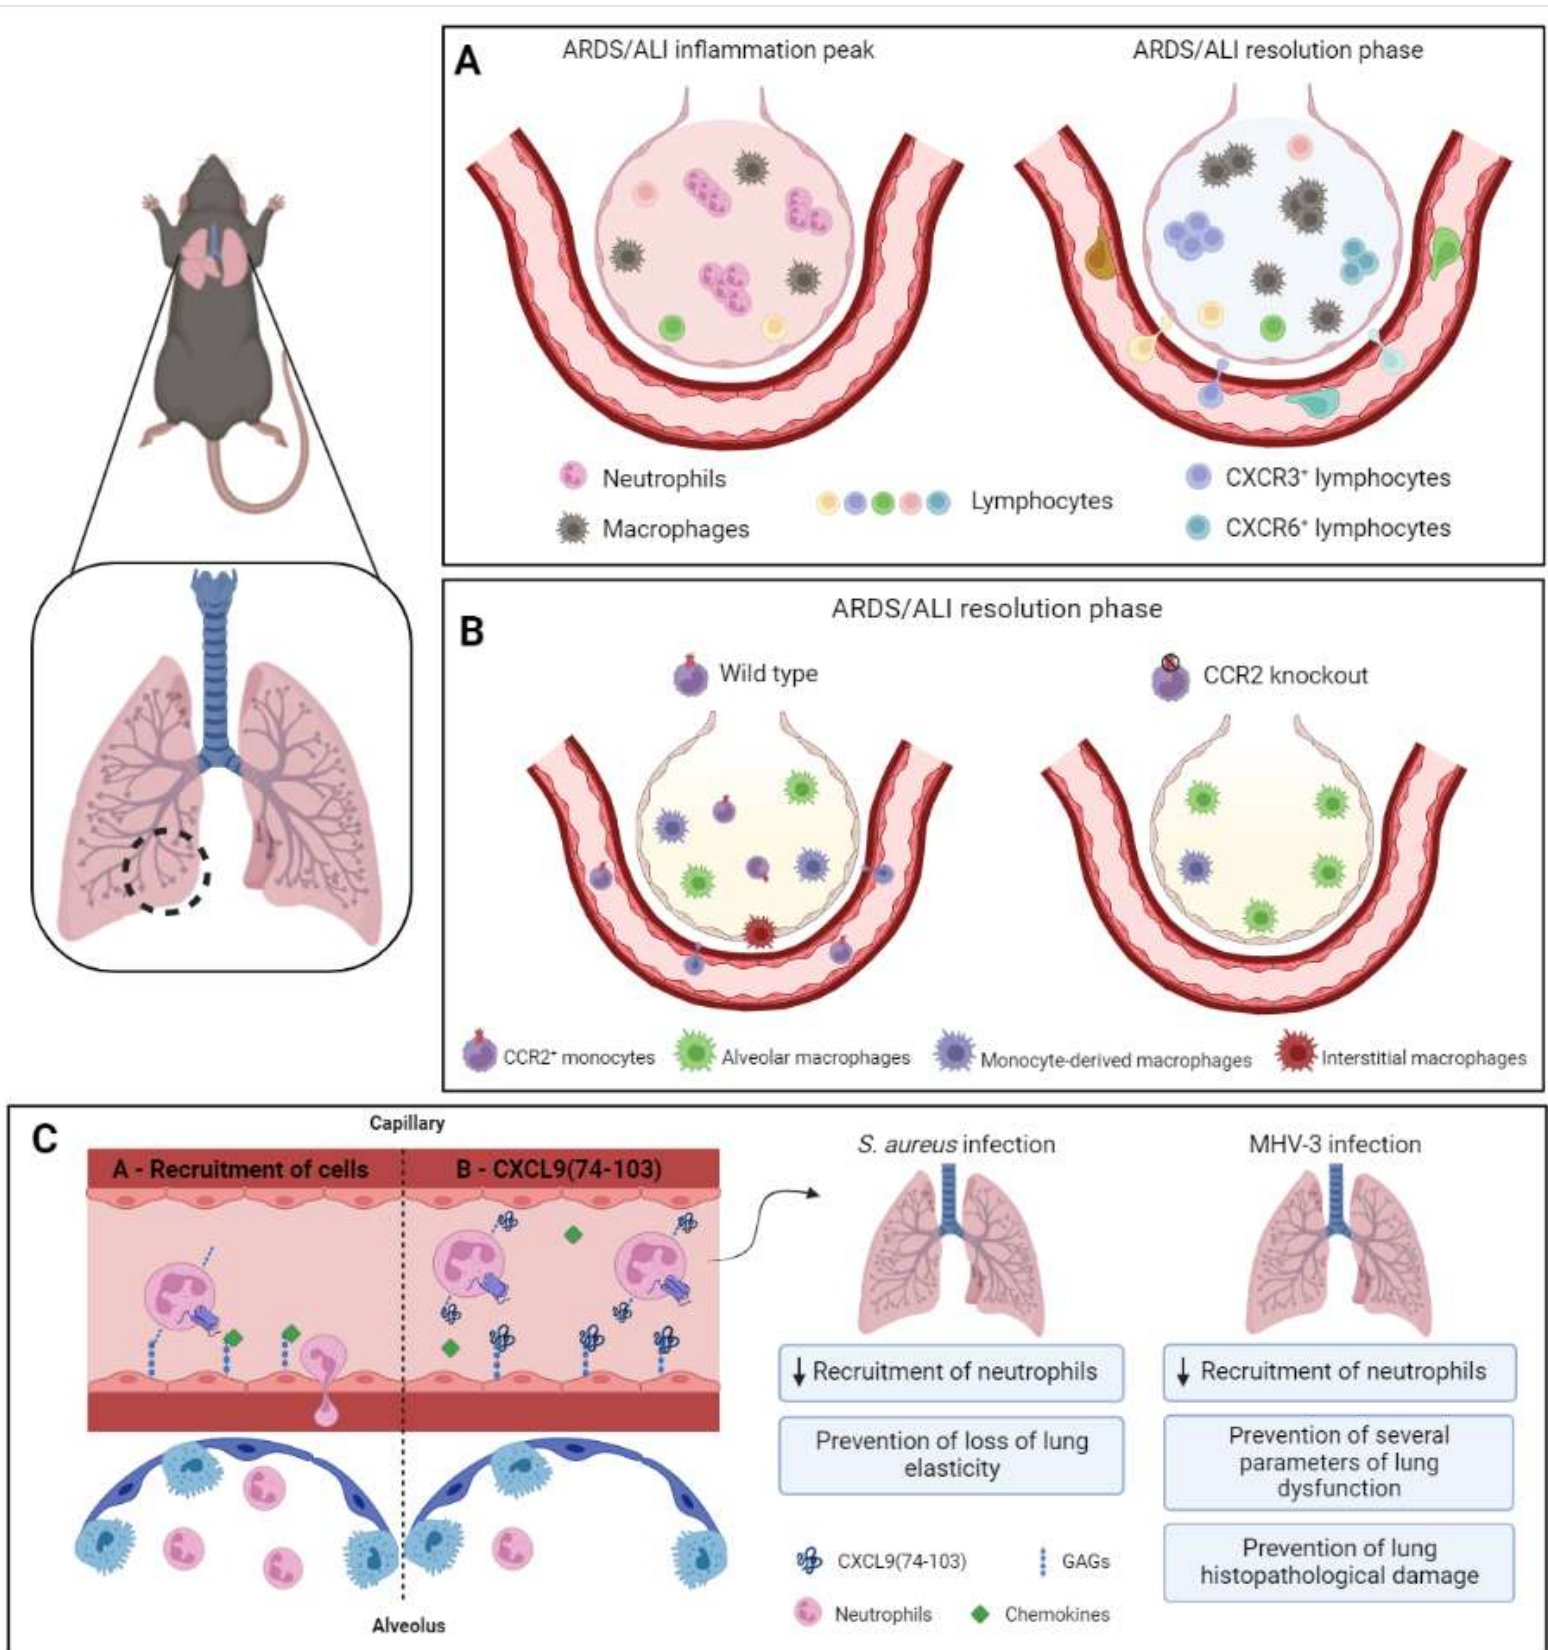 A
ARDS/ALI inflammation peak
ARDS/ALI resolution phase
Neutrophils
Macrophages
Lymphocytes
CXCR3⁺ lymphocytes
CXCR6⁺ lymphocytes
B
ARDS/ALI resolution phase
Wild type
CCR2 knockout
CCR2⁺ monocytes
Alveolar macrophages
Monocyte-derived macrophages
Interstitial macrophages
C
Capillary
A - Recruitment of cells
B - CXCL9(74-103)
Alveolus
S. aureus infection
↓ Recruitment of neutrophils
Prevention of loss of lung
elasticity
MHV-3 infection
↓ Recruitment of neutrophils
Prevention of several
parameters of lung
dysfunction
Prevention of lung
histopathological damage
CXCL9(74-103)
GAGs
Neutrophils
Chemokines